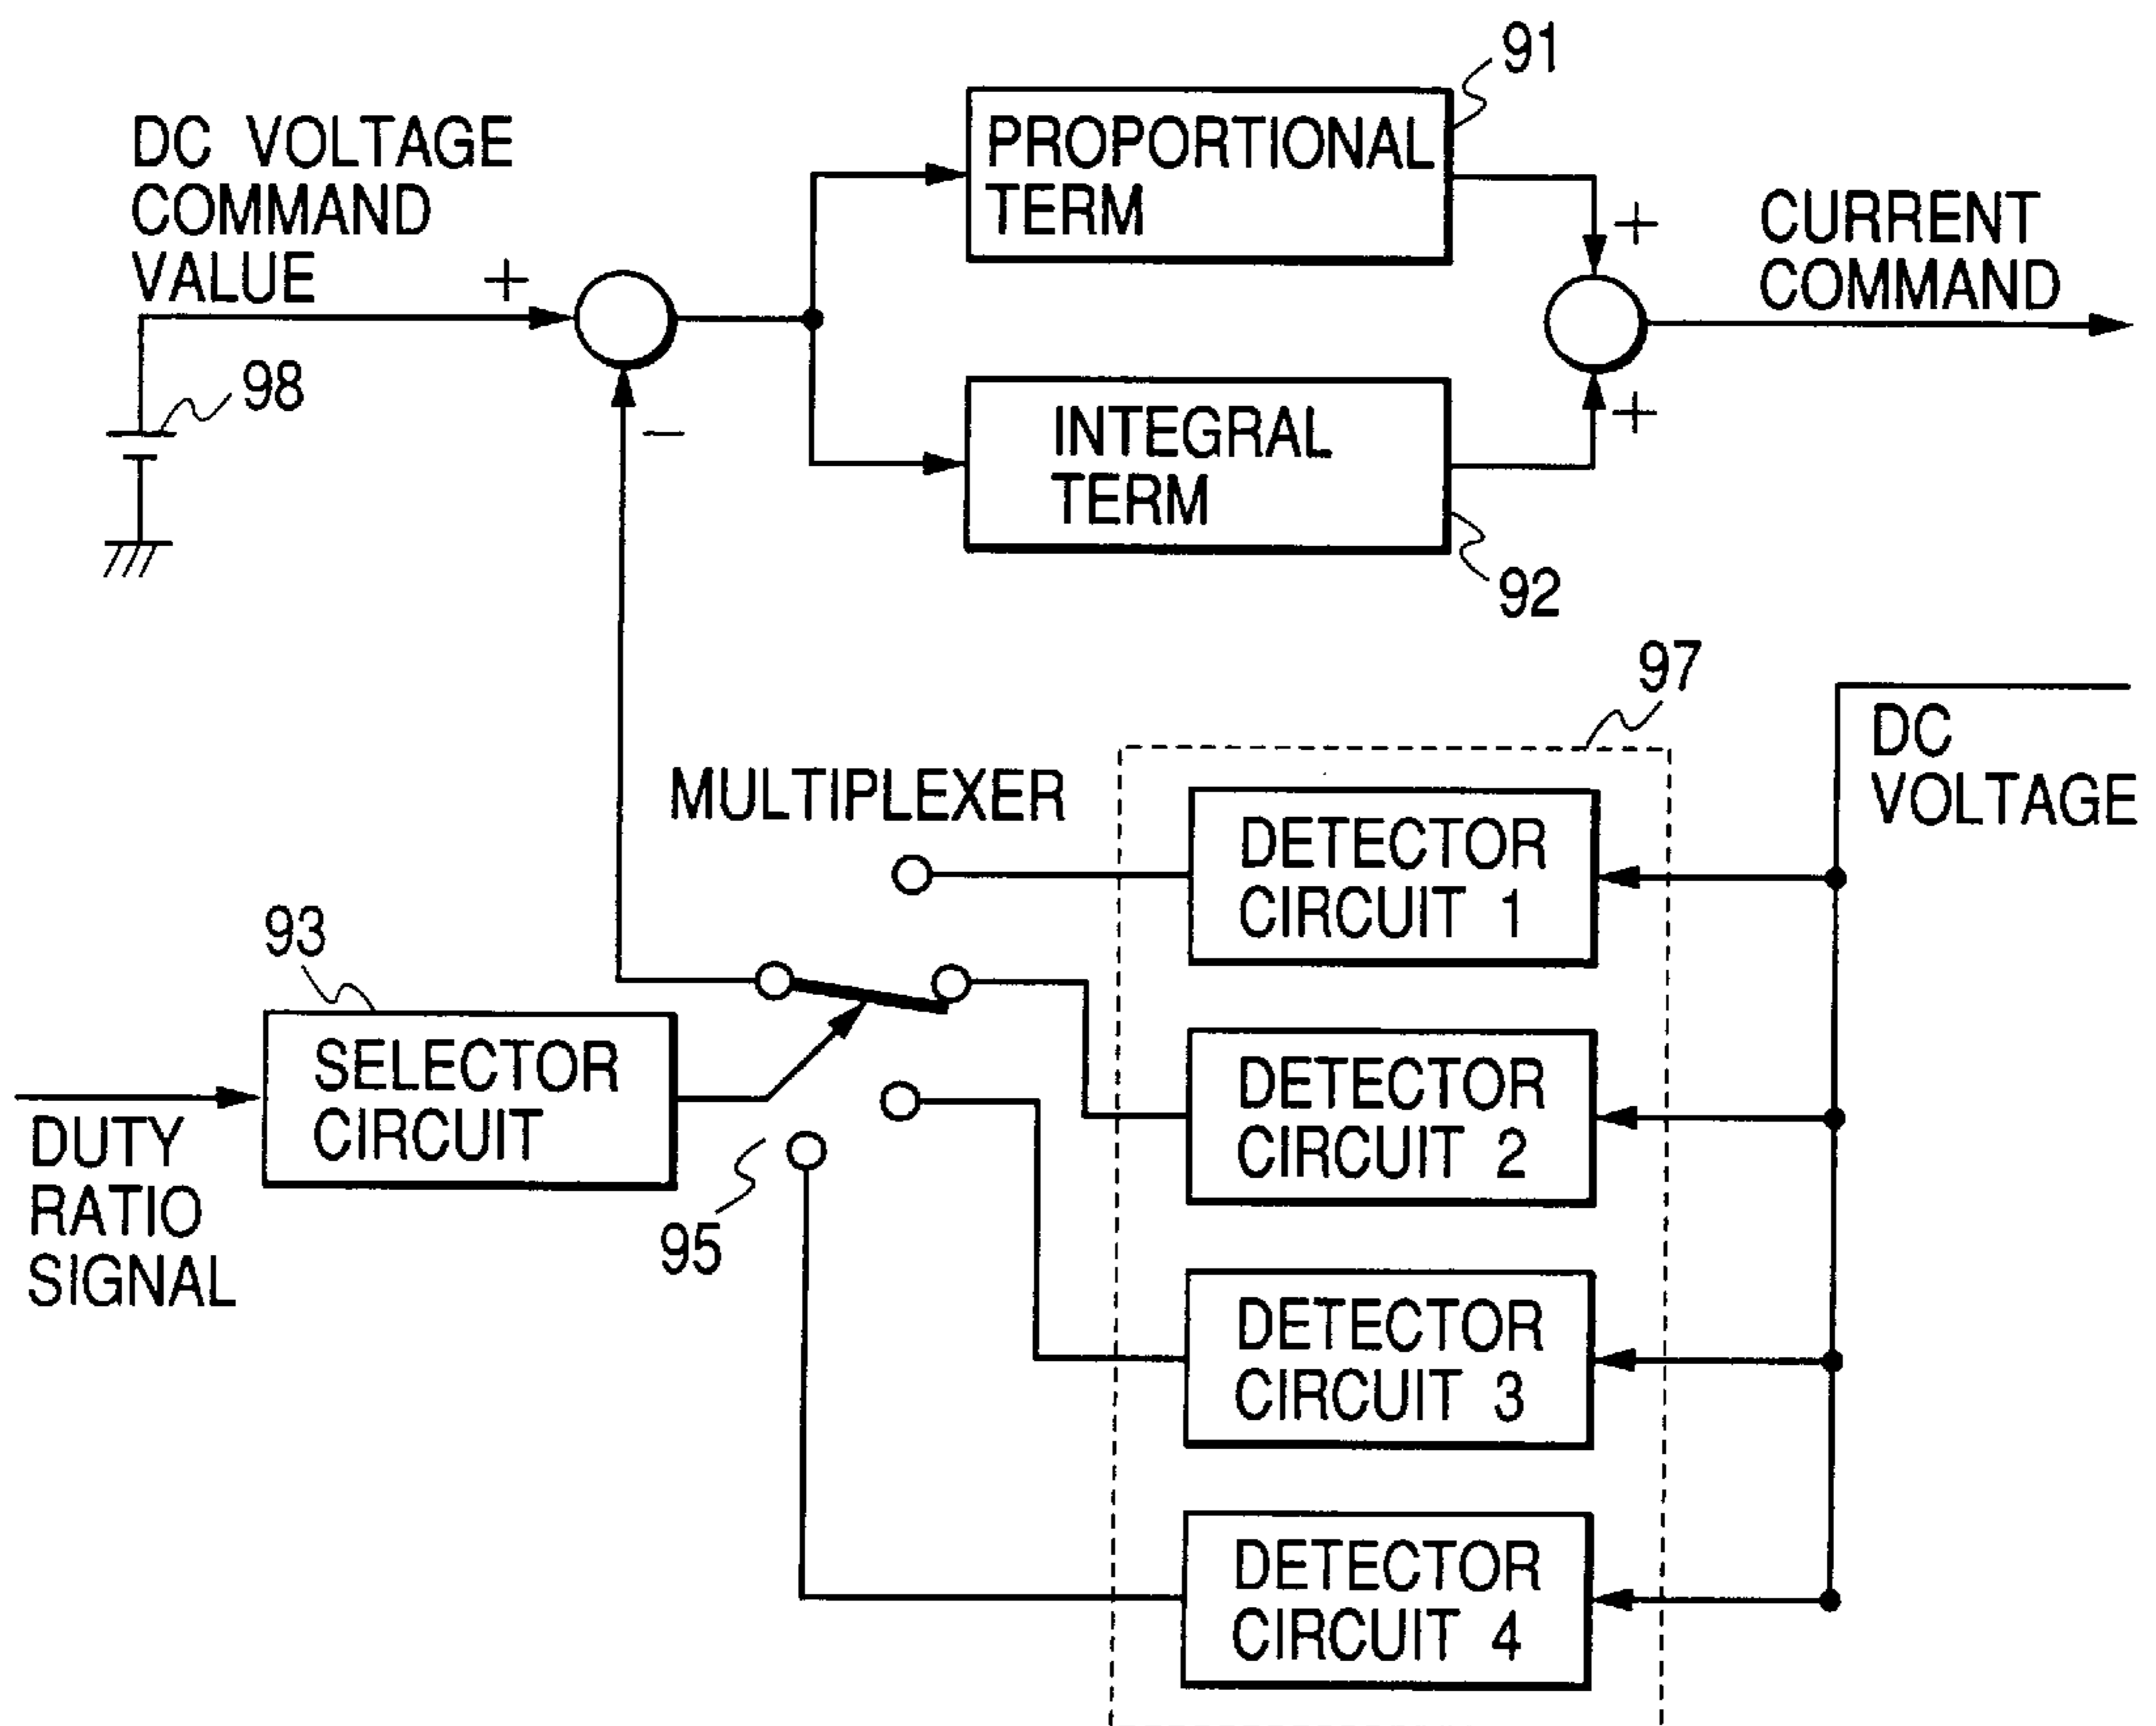 91
DC VOLTAGE
COMMAND
VALUE
PROPORTIONAL
TERM
+
+
CURRENT
COMMAND
98
−
INTEGRAL
TERM
+
92
97
DC
VOLTAGE
MULTIPLEXER
DETECTOR
CIRCUIT 1
93
SELECTOR
CIRCUIT
DUTY
RATIO
SIGNAL
95
DETECTOR
CIRCUIT 2
DETECTOR
CIRCUIT 3
DETECTOR
CIRCUIT 4